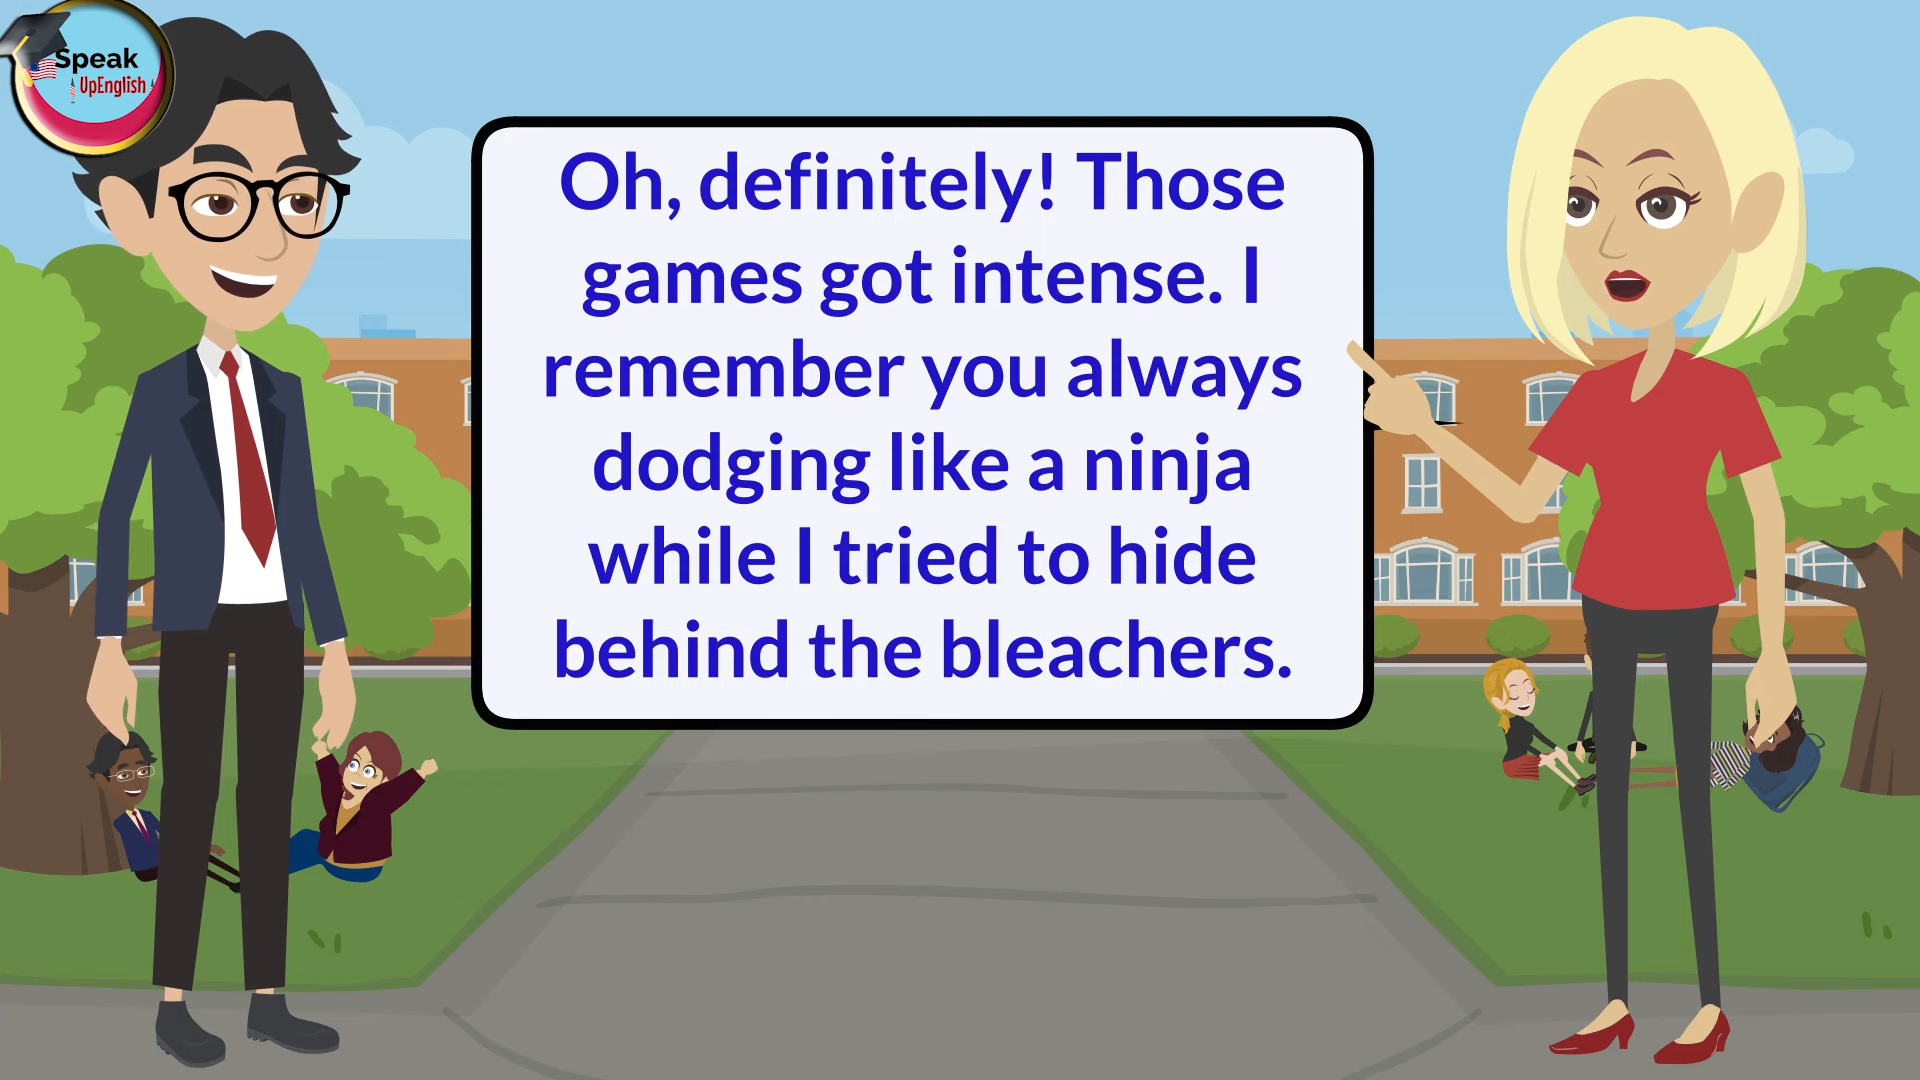 Speak
UpEnglish
Oh, definitely! Those
games got intense. I
remember you always
dodging like a ninja
while I tried to hide
behind the bleachers.